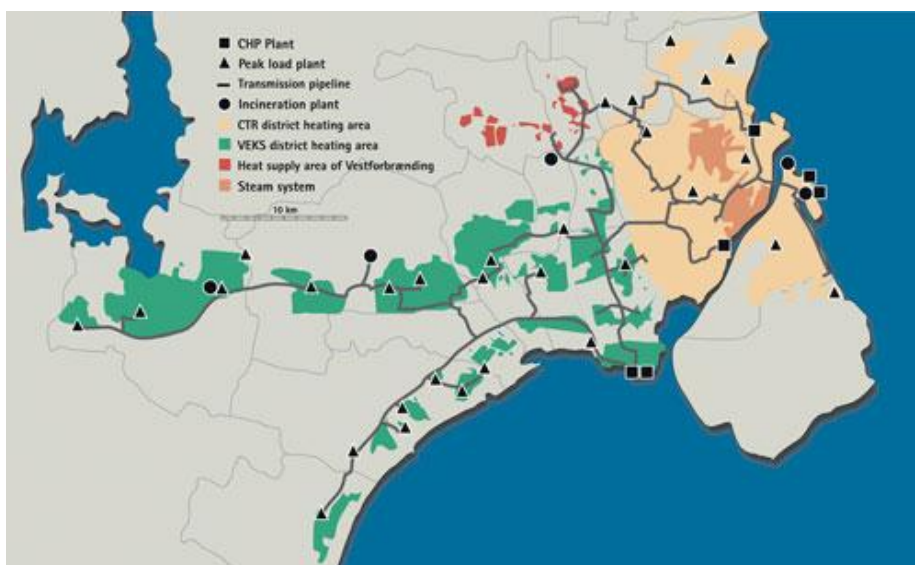 CHP Plant
Peak load plant
Transmission pipeline
Incineration plant
CTR district heating area
VEKS district heating area
Heat supply area of Vestforbrænding
Steam system
10 km